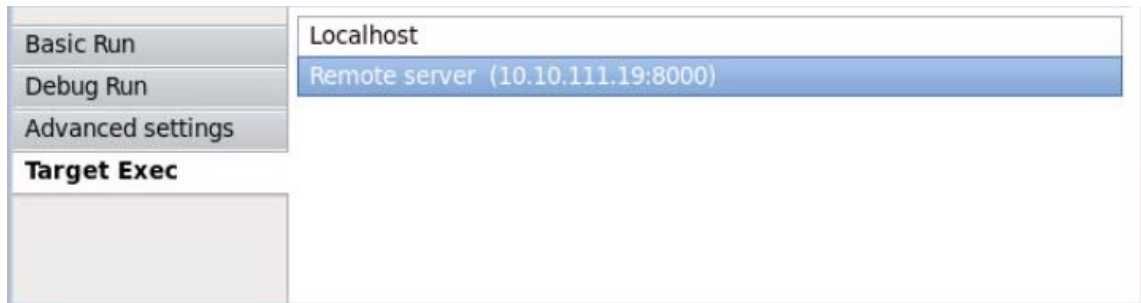 Basic Run
Debug Run
Advanced settings
Target Exec
Localhost
Remote server (10.10.111.19:8000)